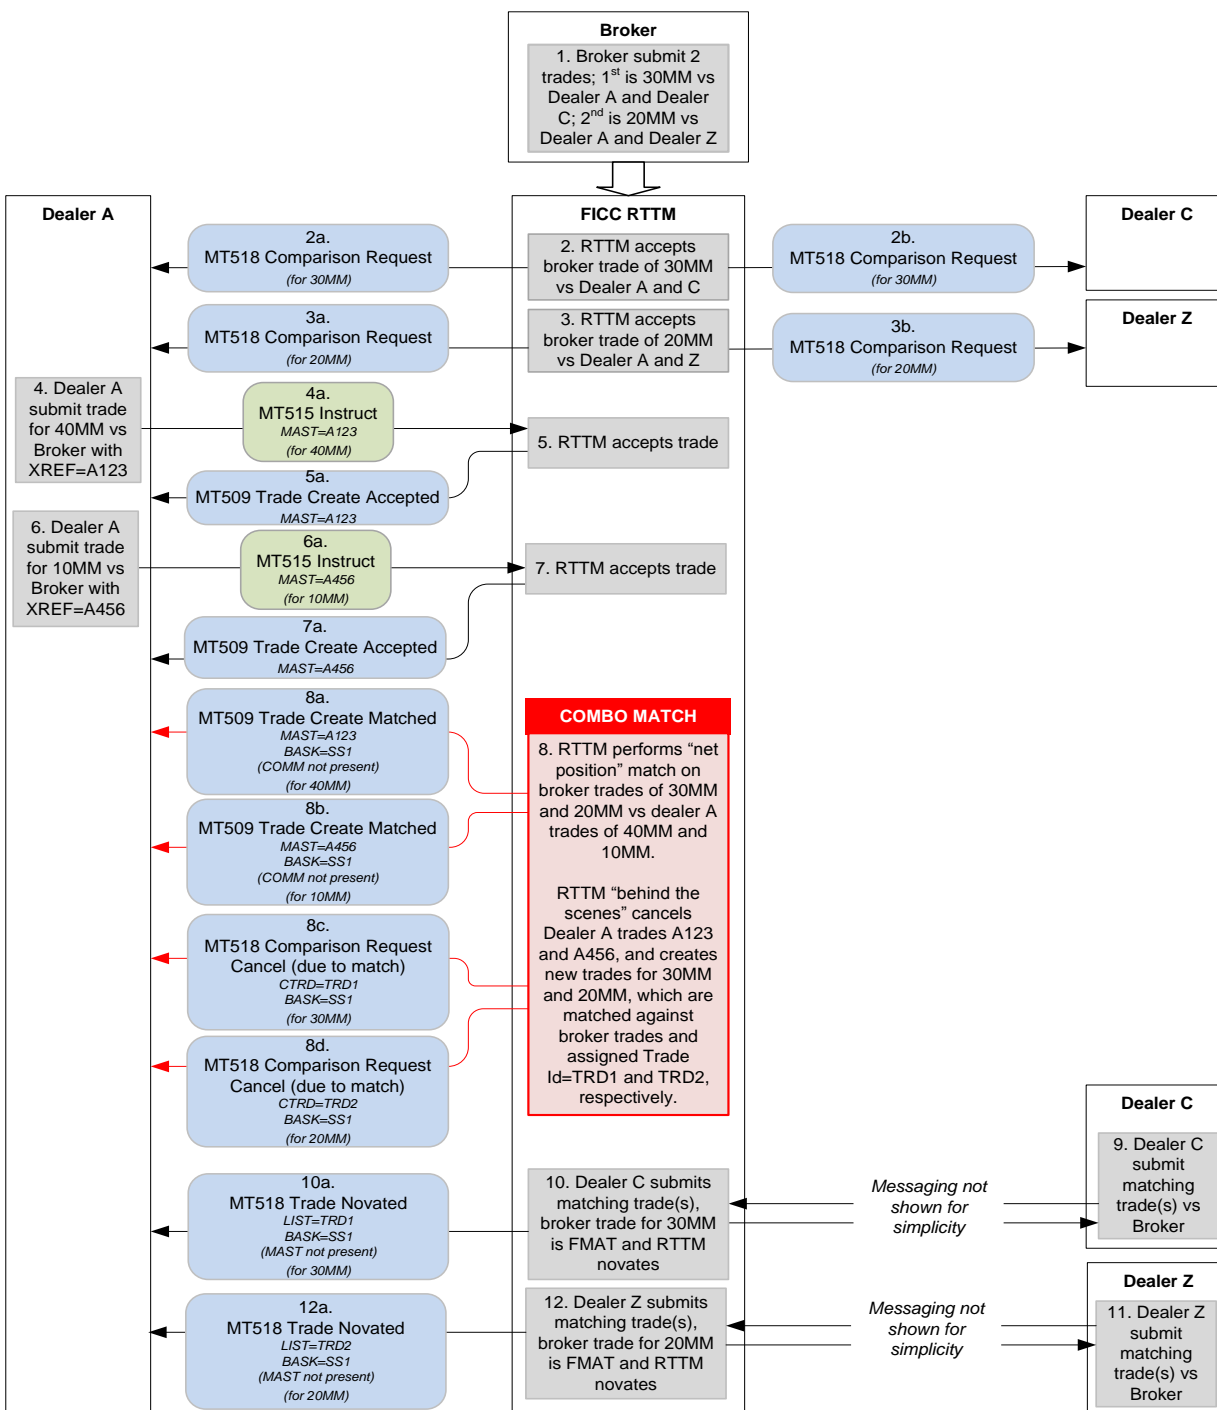 Broker
1. Broker submit 2
trades; 1st is 30MM vs
Dealer A and Dealer
C; 2nd is 20MM vs
Dealer A and Dealer Z
Dealer A
FICC RTTM
Dealer C
2a.
MT518 Comparison Request
(for 30MM)
2. RTTM accepts
broker trade of 30MM
vs Dealer A and C
2b.
MT518 Comparison Request
(for 30MM)
Dealer Z
3a.
MT518 Comparison Request
(for 20MM)
3. RTTM accepts
broker trade of 20MM
vs Dealer A and Z
3b.
MT518 Comparison Request
(for 20MM)
4. Dealer A
submit trade
for 40MM vs
Broker with
XREF=A123
4a.
MT515 Instruct
MAST=A123
(for 40MM)
5. RTTM accepts trade
5a.
MT509 Trade Create Accepted
MAST=A123
6. Dealer A
submit trade
for 10MM vs
Broker with
XREF=A456
6a.
MT515 Instruct
MAST=A456
(for 10MM)
7. RTTM accepts trade
7a.
MT509 Trade Create Accepted
MAST=A456
8a.
MT509 Trade Create Matched
MAST=A123
BASK=SS1
(COMM not present)
(for 40MM)
8b.
MT509 Trade Create Matched
MAST=A456
BASK=SS1
(COMM not present)
(for 10MM)
8c.
MT518 Comparison Request
Cancel (due to match)
CTRD=TRD1
BASK=SS1
(for 30MM)
8d.
MT518 Comparison Request
Cancel (due to match)
CTRD=TRD2
BASK=SS1
(for 20MM)
COMBO MATCH
8. RTTM performs “net
position” match on
broker trades of 30MM
and 20MM vs dealer A
trades of 40MM and
10MM.
RTTM “behind the
scenes” cancels
Dealer A trades A123
and A456, and creates
new trades for 30MM
and 20MM, which are
matched against
broker trades and
assigned Trade
Id=TRD1 and TRD2,
respectively.
Dealer C
9. Dealer C
submit
matching
trade(s) vs
Broker
10a.
MT518 Trade Novated
LIST=TRD1
BASK=SS1
(MAST not present)
(for 30MM)
10. Dealer C submits
matching trade(s),
broker trade for 30MM
is FMAT and RTTM
novates
Messaging not
shown for
simplicity
Dealer Z
11. Dealer Z
submit
matching
trade(s) vs
Broker
12a.
MT518 Trade Novated
LIST=TRD2
BASK=SS1
(MAST not present)
(for 20MM)
12. Dealer Z submits
matching trade(s),
broker trade for 20MM
is FMAT and RTTM
novates
Messaging not
shown for
simplicity